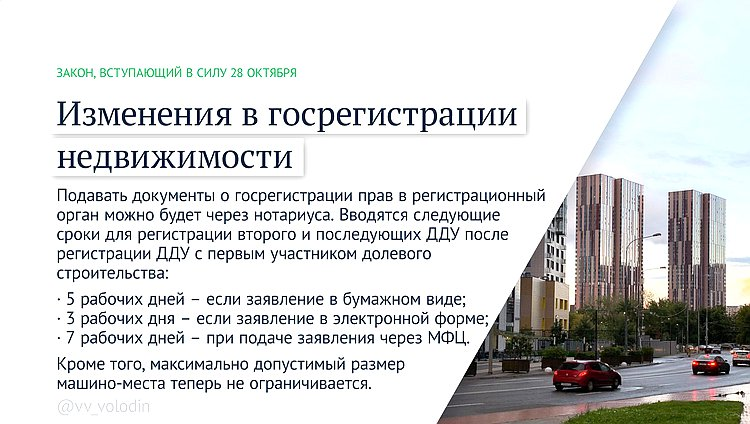 ЗАКОН, ВСТУПАЮЩИЙ В СИЛУ 28 ОКТЯБРЯ
Изменения в госрегистрации
недвижимости
Подавать документы о госрегистрации прав в регистрационный
орган можно будет через нотариуса. Вводятся следующие
сроки для регистрации второго и последующих ДДУ после
регистрации ДДУ с первым участником долевого
строительства:
· 5 рабочих дней – если заявление в бумажном виде;
· 3 рабочих дня – если заявление в электронной форме;
· 7 рабочих дней – при подаче заявления через МФЦ.
Кроме того, максимально допустимый размер
машино-места теперь не ограничивается.
@vv_volodin